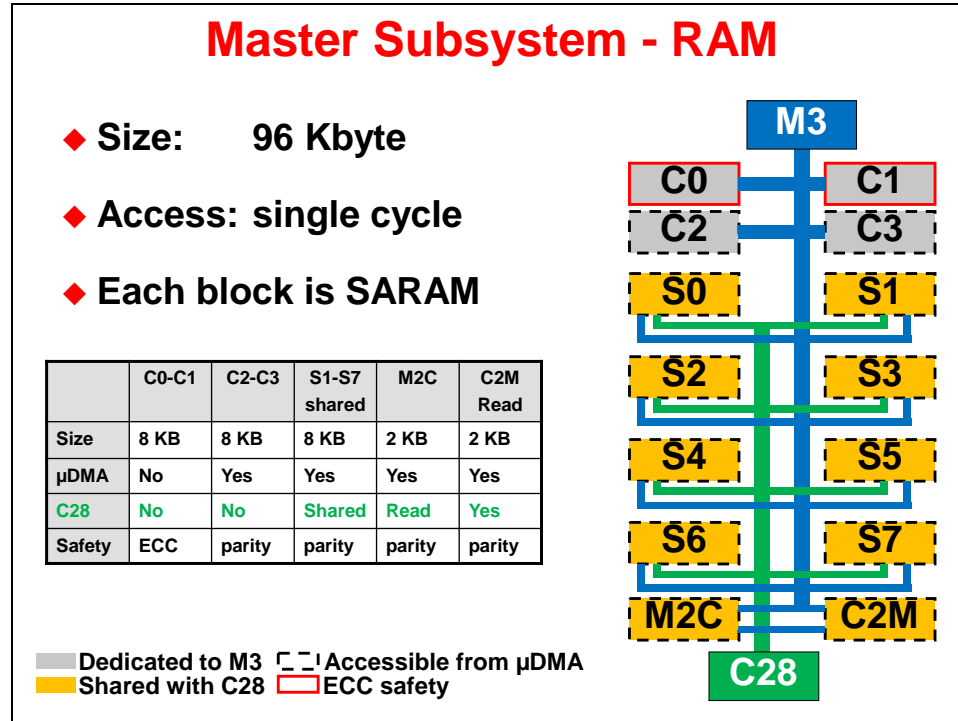 Master Subsystem - RAM
◆ Size: 96 Kbyte
◆ Access: single cycle
◆ Each block is SARAM
C0-C1 C2-C3 S1-S7 shared M2C C2M Read
Size 8 KB 8 KB 8 KB 2 KB 2 KB
µDMA No Yes Yes Yes Yes
C28 No No Shared Read Yes
Safety ECC parity parity parity parity
Dedicated to M3 Accessible from µDMA
Shared with C28 ECC safety
M3
C0 C1
C2 C3
S0 S1
S2 S3
S4 S5
S6 S7
M2C C2M
C28